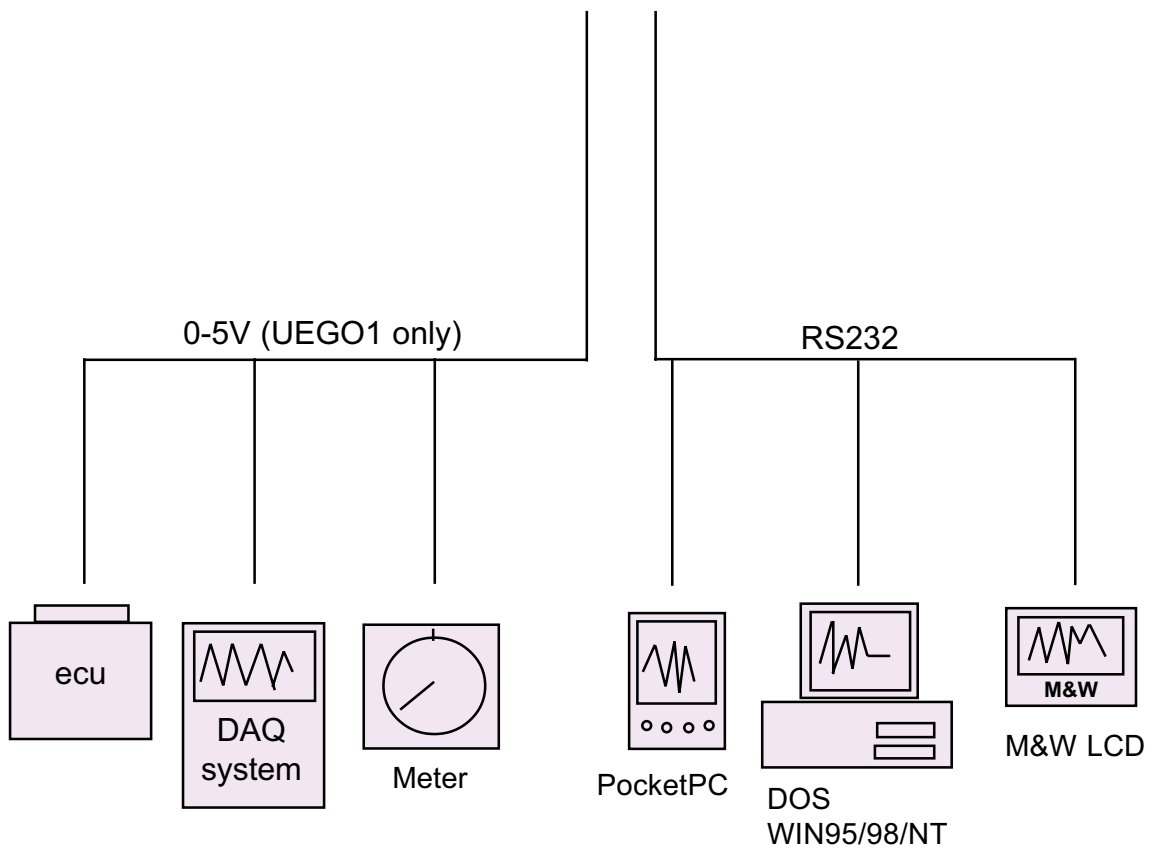 0-5V (UEGO1 only)
RS232
ecu
DAQ
system
Meter
PocketPC
DOS
WIN95/98/NT
M&W
M&W LCD